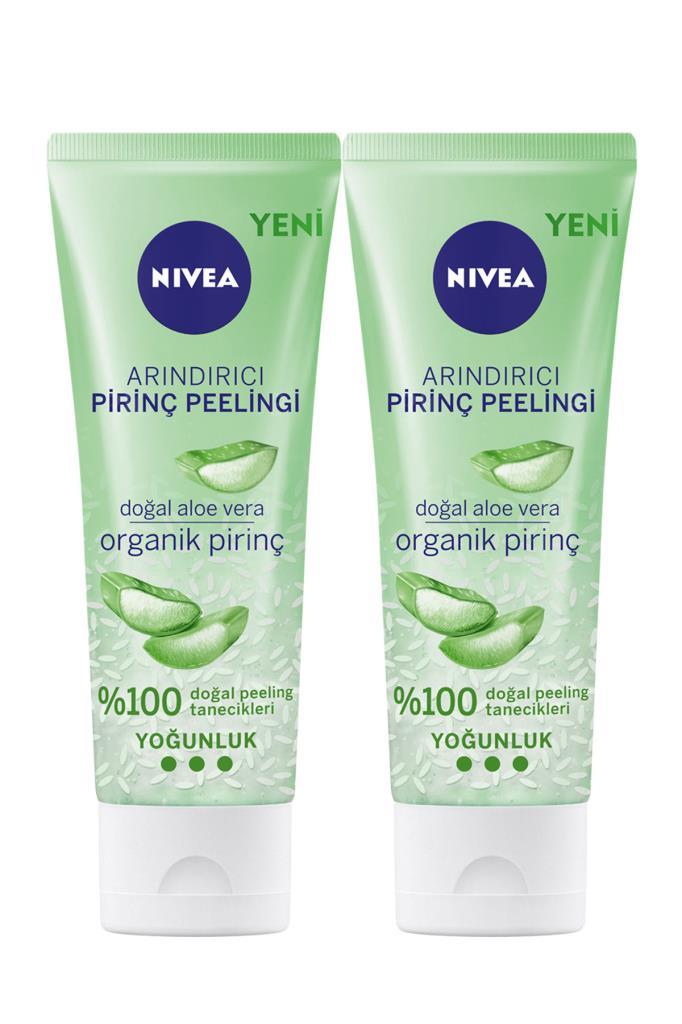 YENİ
NIVEA
ARINDIRICI
PİRİNÇ PEELİNGİ
doğal aloe vera
organik pirinç
%100 doğal peeling
tanecikleri
YOĞUNLUK
YENİ
NIVEA
ARINDIRICI
PİRİNÇ PEELİNGİ
doğal aloe vera
organik pirinç
%100 doğal peeling
tanecikleri
YOĞUNLUK